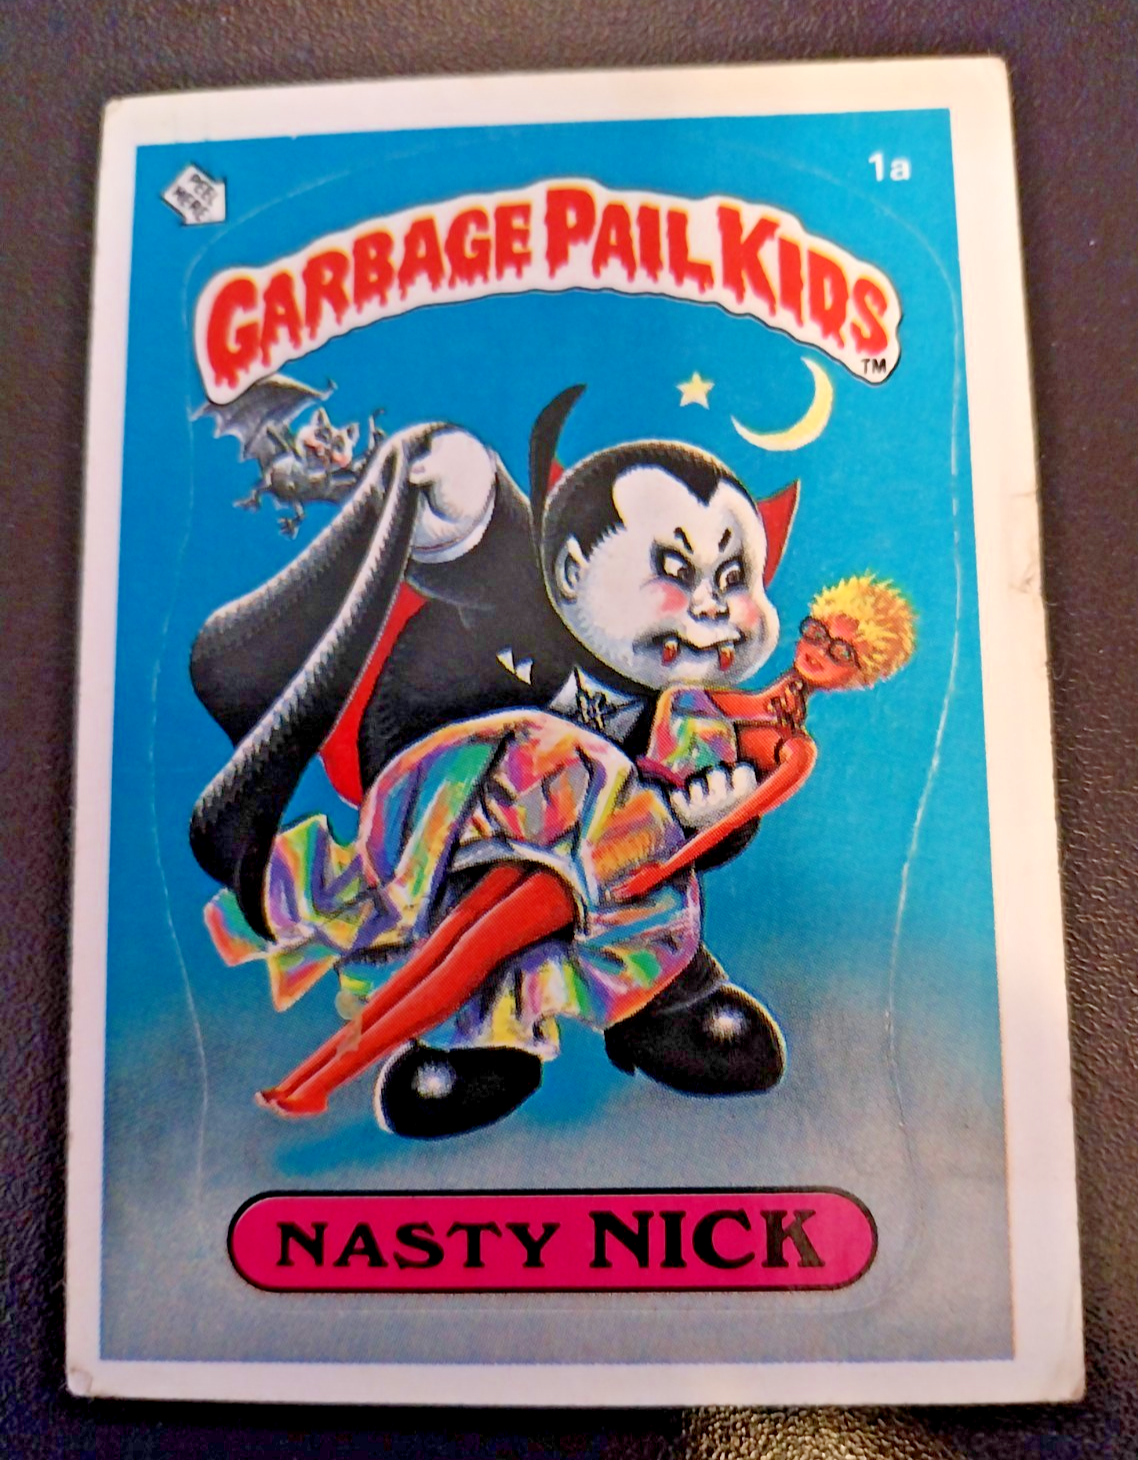 PEEL
HERE
1a
GARBAGE PAIL KIDS
TM
NASTY NICK